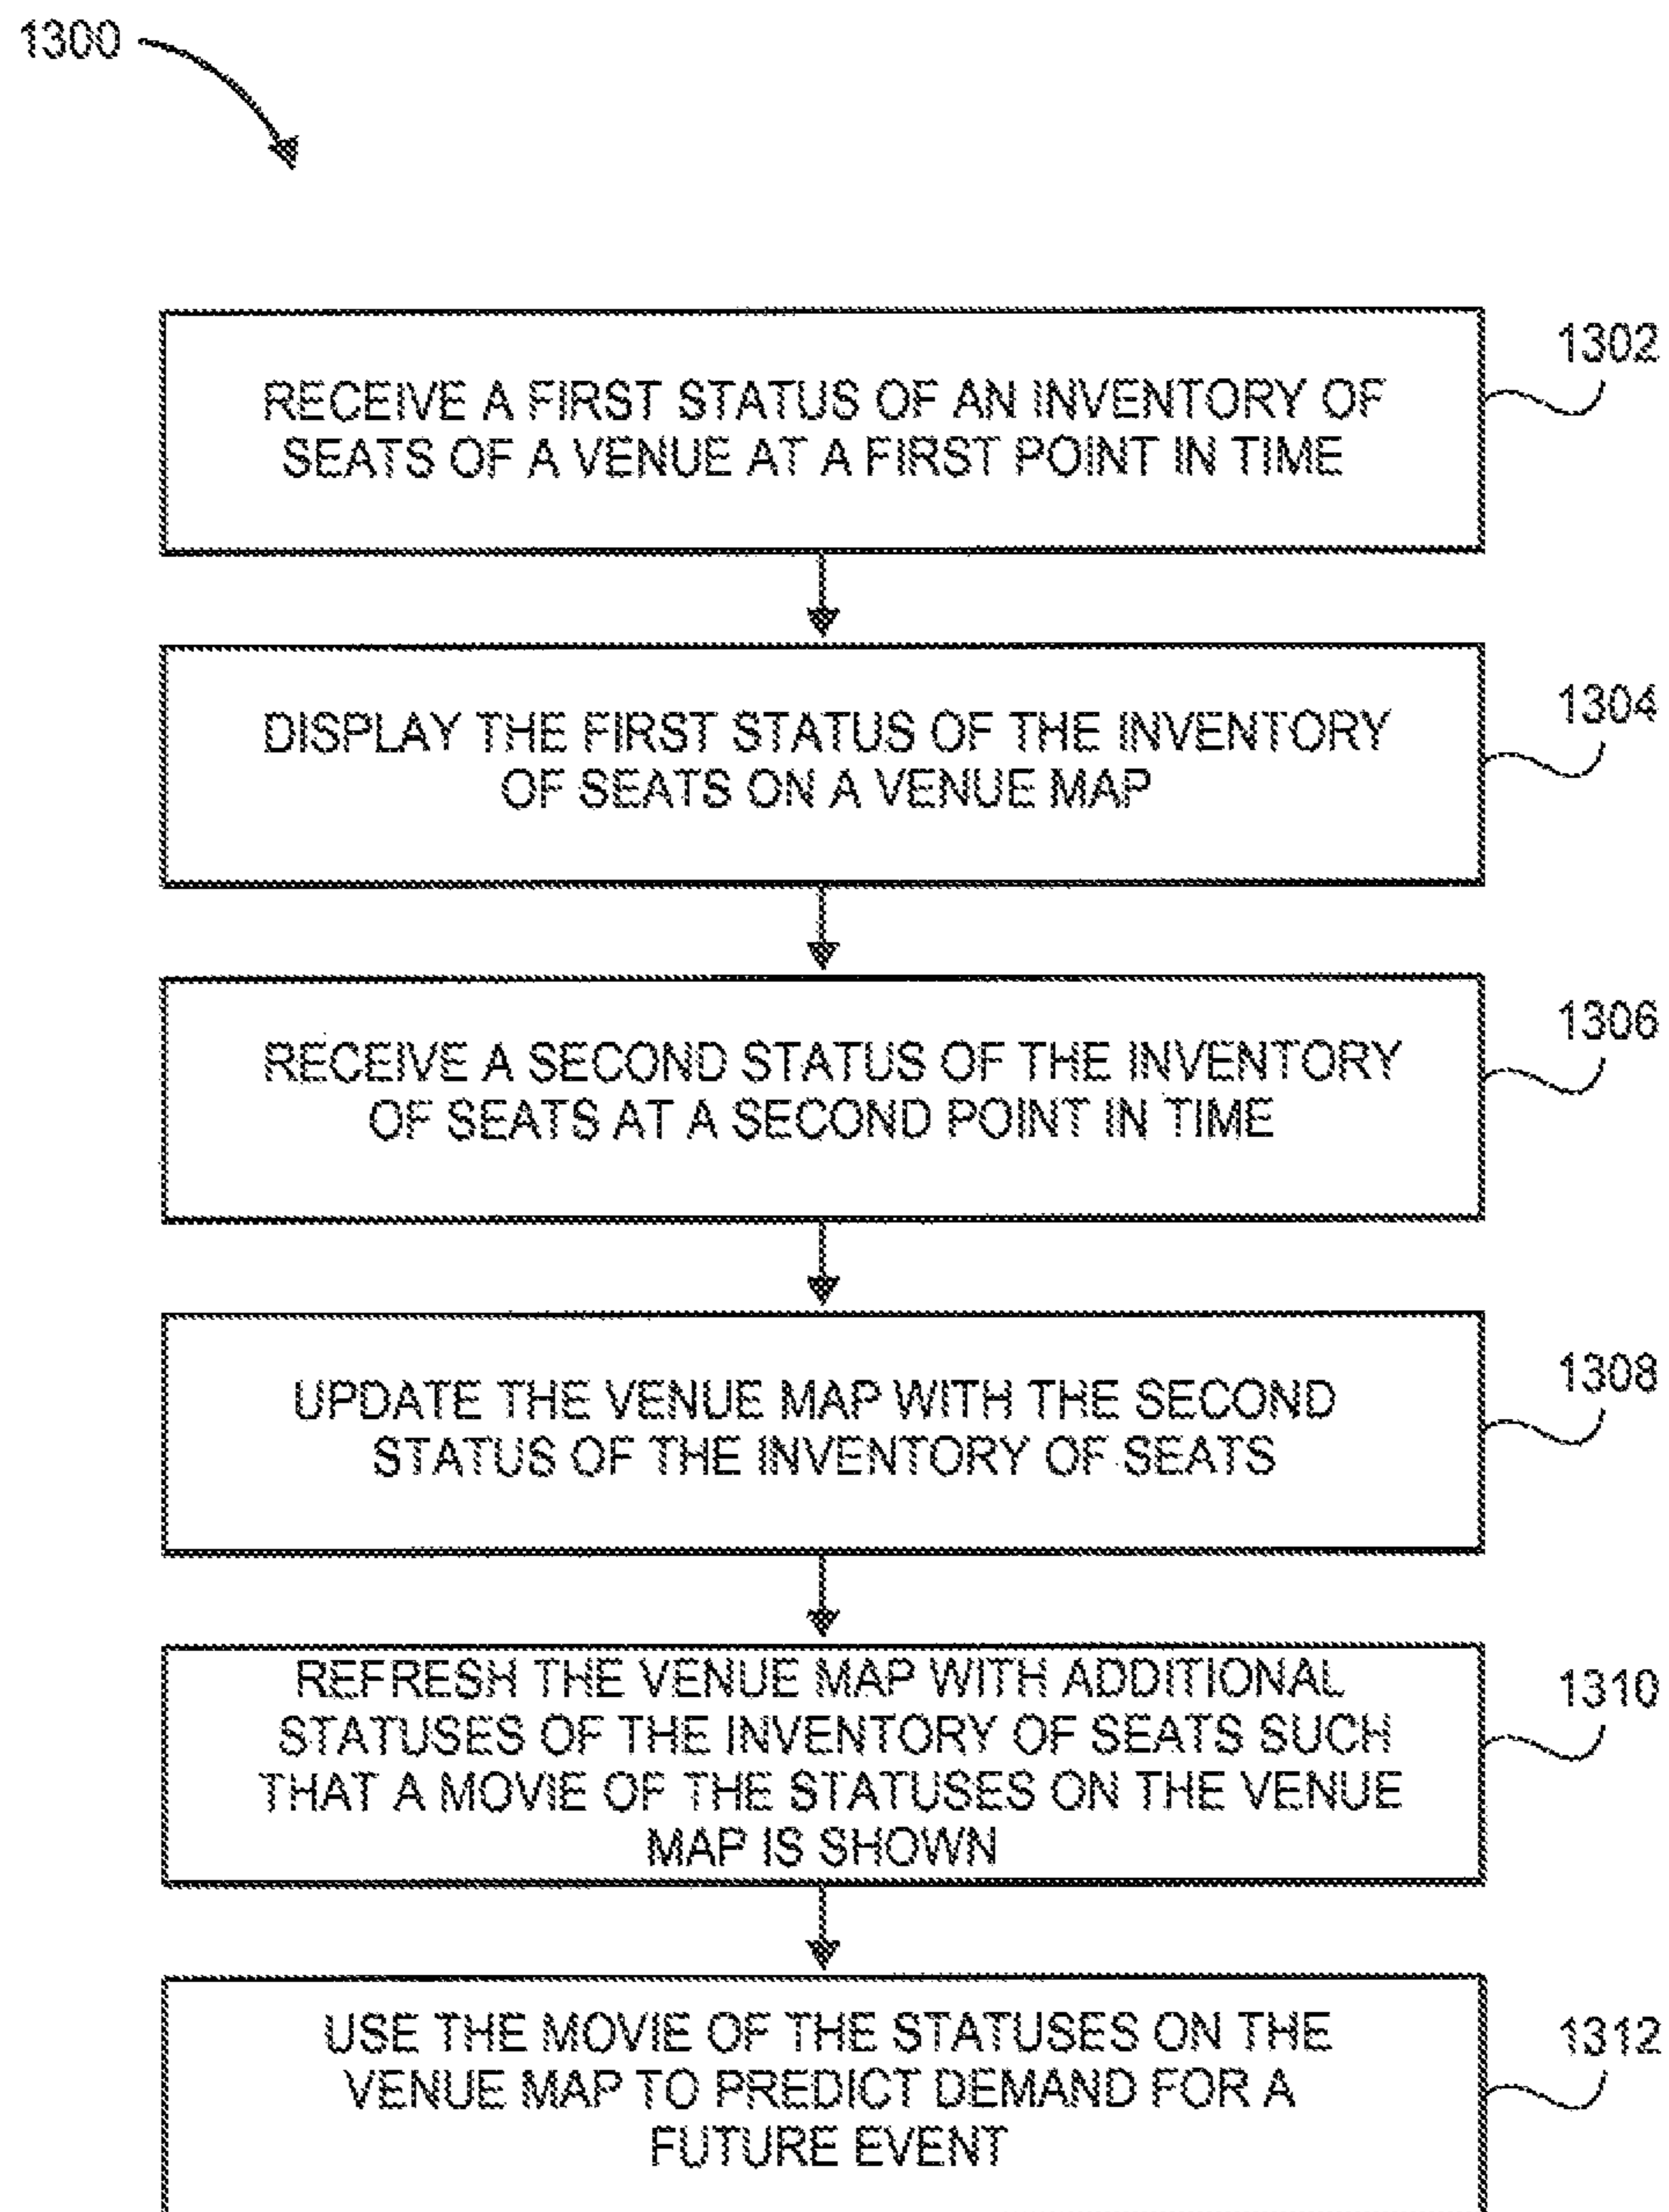 1300
RECEIVE A FIRST STATUS OF AN INVENTORY OF
SEATS OF A VENUE AT A FIRST POINT IN TIME
1302
DISPLAY THE FIRST STATUS OF THE INVENTORY
OF SEATS ON A VENUE MAP
1304
RECEIVE A SECOND STATUS OF THE INVENTORY
OF SEATS AT A SECOND POINT IN TIME
1306
UPDATE THE VENUE MAP WITH THE SECOND
STATUS OF THE INVENTORY OF SEATS
1308
REFRESH THE VENUE MAP WITH ADDITIONAL
STATUSES OF THE INVENTORY OF SEATS SUCH
THAT A MOVIE OF THE STATUSES ON THE VENUE
MAP IS SHOWN
1310
USE THE MOVIE OF THE STATUSES ON THE
VENUE MAP TO PREDICT DEMAND FOR A
FUTURE EVENT
1312